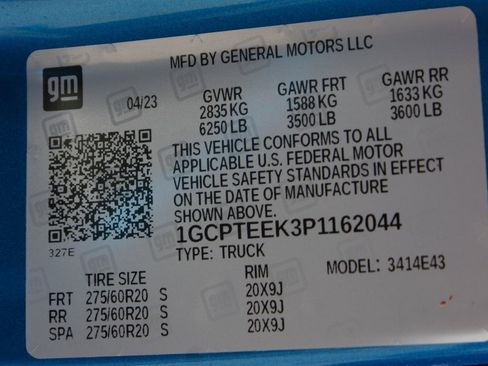 MFD BY GENERAL MOTORS LLC
gm
04/23
GVWR GAWR FRT GAWR RR
2835 KG 1588 KG 1633 KG
6250 LB 3500 LB 3600 LB
THIS VEHICLE CONFORMS TO ALL
APPLICABLE U.S. FEDERAL MOTOR
VEHICLE SAFETY STANDARDS IN EFFECT
ON THE DATE OF MANUFACTURE
SHOWN ABOVE.
327E
1GCPTEEK3P1162044
TYPE: TRUCK
MODEL: 3414E43
TIRE SIZE RIM
FRT 275/60R20 S 20X9J
RR 275/60R20 S 20X9J
SPA 275/60R20 S 20X9J